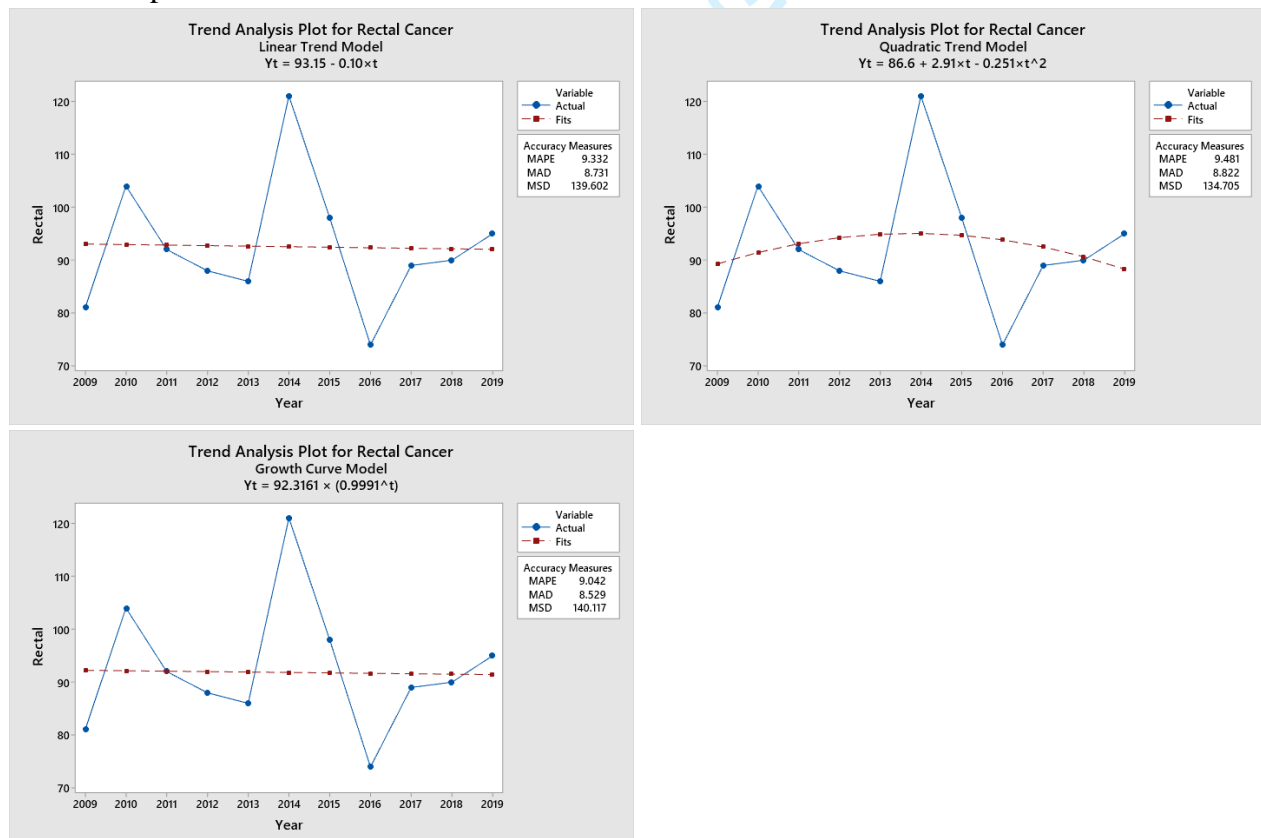 Trend Analysis Plot for Rectal Cancer
Linear Trend Model
Yt = 93.15 - 0.10×t
120
110
100
90
80
70
Rectal
2009 2010 2011 2012 2013 2014 2015 2016 2017 2018 2019
Year
Variable
Actual
Fits
Accuracy Measures
MAPE 9.332
MAD 8.731
MSD 139.602
Trend Analysis Plot for Rectal Cancer
Quadratic Trend Model
Yt = 86.6 + 2.91×t - 0.251×t^2
120
110
100
90
80
70
Rectal
2009 2010 2011 2012 2013 2014 2015 2016 2017 2018 2019
Year
Variable
Actual
Fits
Accuracy Measures
MAPE 9.481
MAD 8.822
MSD 134.705
Trend Analysis Plot for Rectal Cancer
Growth Curve Model
Yt = 92.3161 × (0.9991^t)
120
110
100
90
80
70
Rectal
2009 2010 2011 2012 2013 2014 2015 2016 2017 2018 2019
Year
Variable
Actual
Fits
Accuracy Measures
MAPE 9.042
MAD 8.529
MSD 140.117